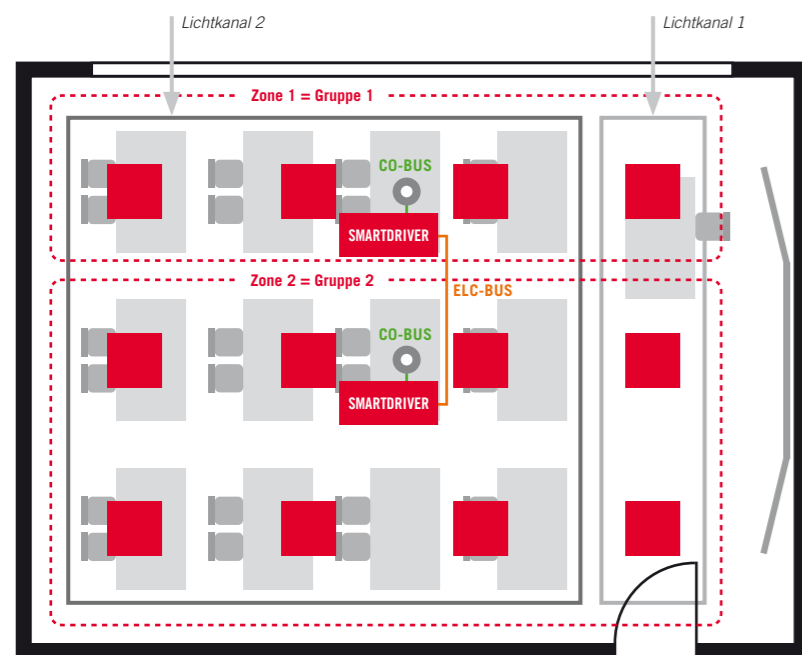 Lichtkanal 2
Lichtkanal 1
Zone 1 = Gruppe 1
CO-BUS
SMARTDRIVER
Zone 2 = Gruppe 2
ELC-BUS
CO-BUS
SMARTDRIVER